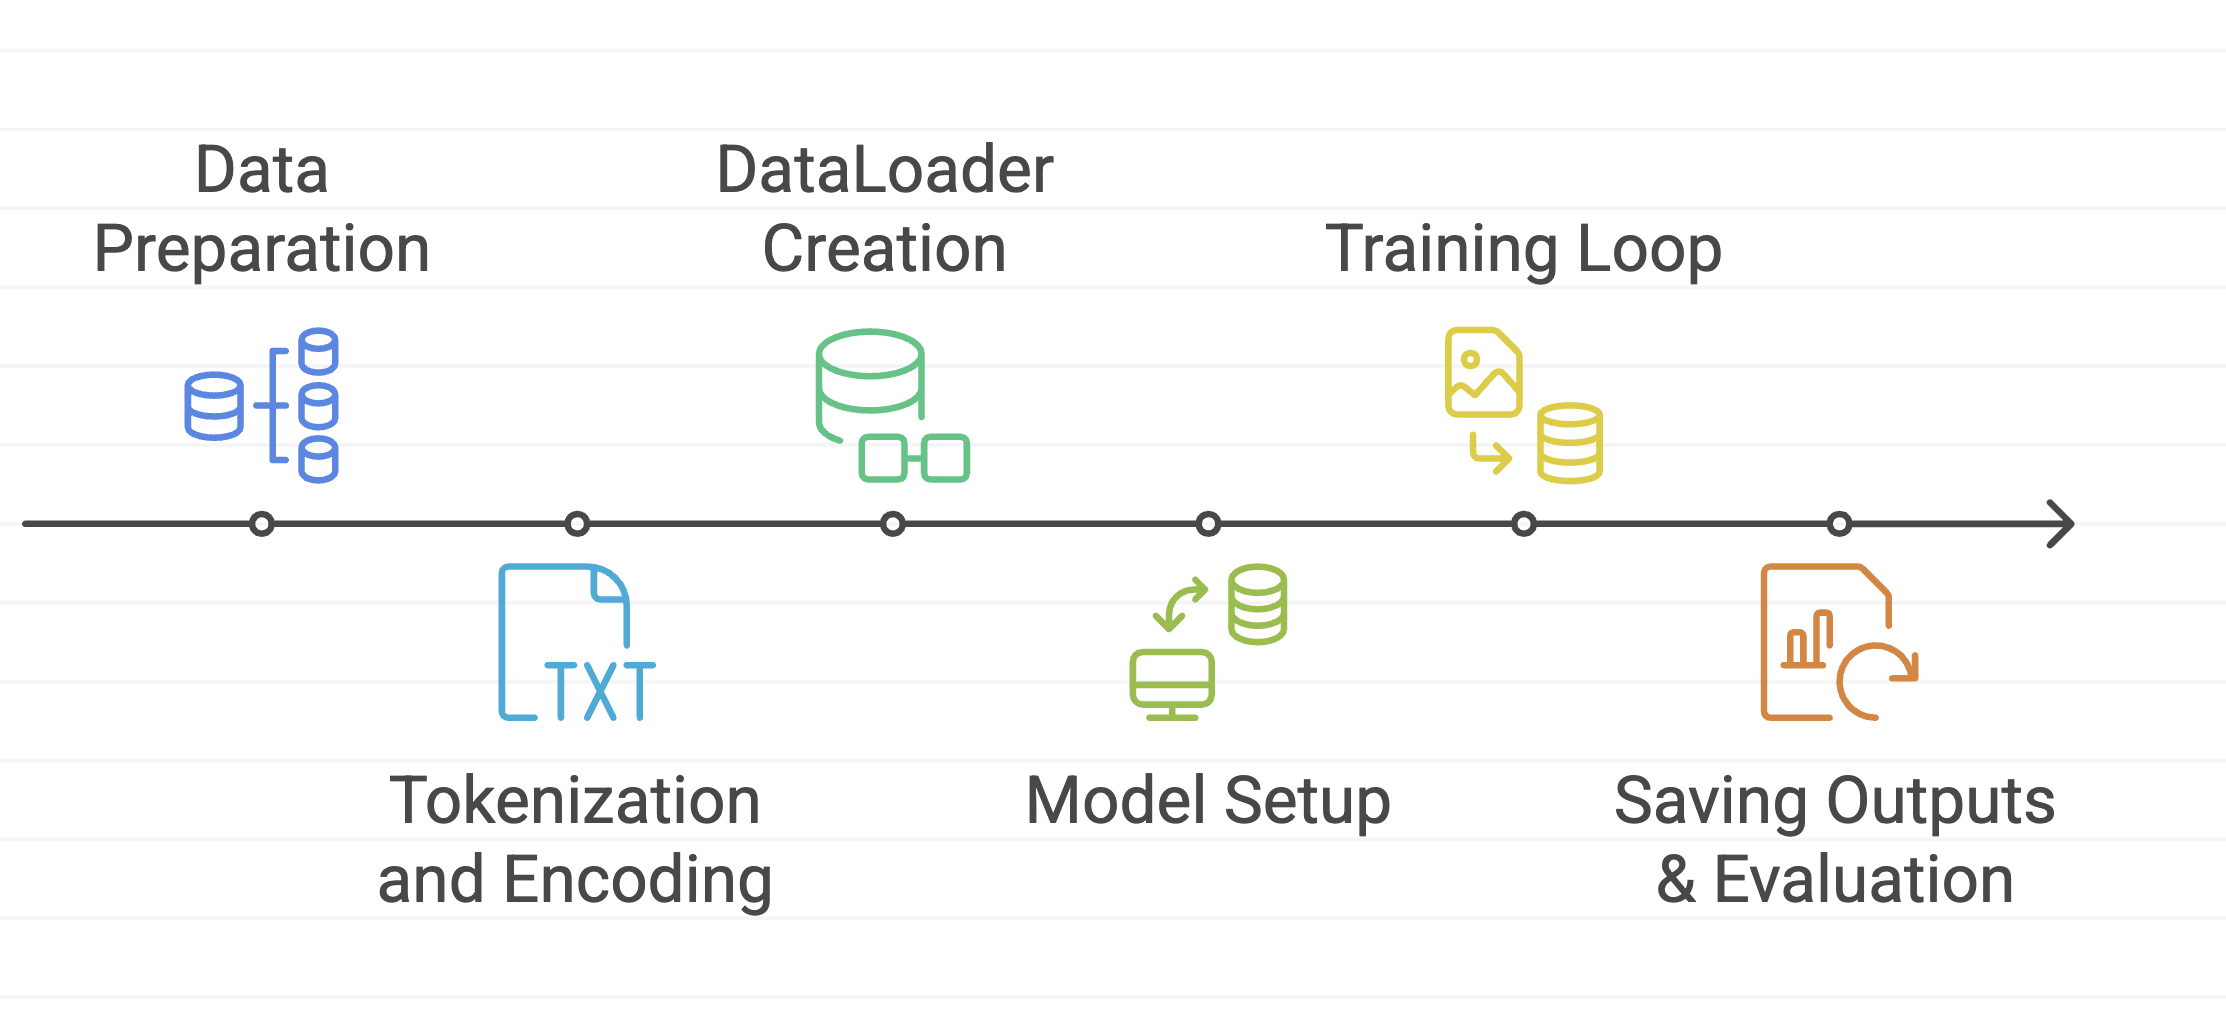 Data
Preparation
DataLoader
Creation
Training Loop
TXT
Tokenization
and Encoding
Model Setup
Saving Outputs
& Evaluation